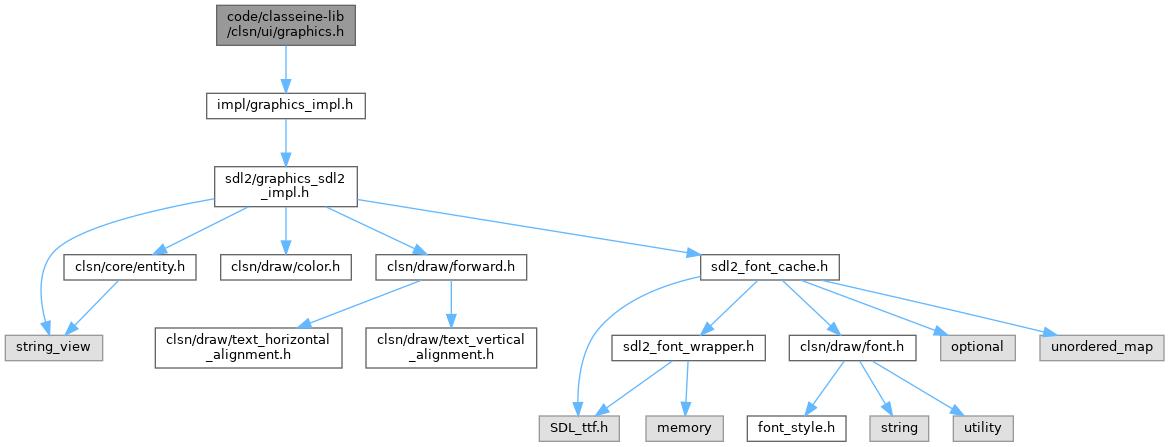 code/classeine-lib
/clsn/ui/graphics.h
impl/graphics_impl.h
sdl2/graphics_sdl2
_impl.h
clsn/core/entity.h
clsn/draw/color.h
clsn/draw/forward.h
sdl2_font_cache.h
string_view
clsn/draw/text_horizontal
_alignment.h
clsn/draw/text_vertical
_alignment.h
sdl2_font_wrapper.h
clsn/draw/font.h
optional
unordered_map
SDL_ttf.h
memory
font_style.h
string
utility